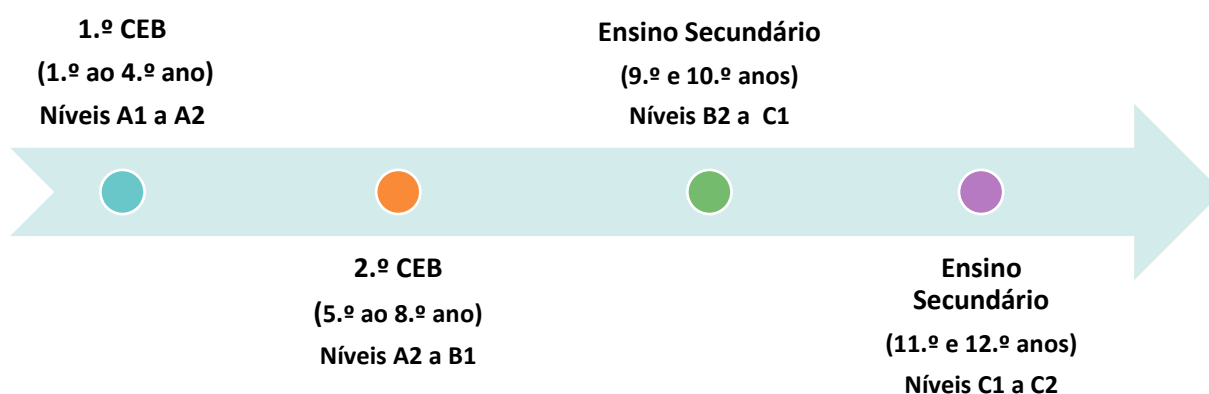 1.º CEB
(1.º ao 4.º ano)
Níveis A1 a A2
2.º CEB
(5.º ao 8.º ano)
Níveis A2 a B1
Ensino Secundário
(9.º e 10.º anos)
Níveis B2 a C1
Ensino
Secundário
(11.º e 12.º anos)
Níveis C1 a C2